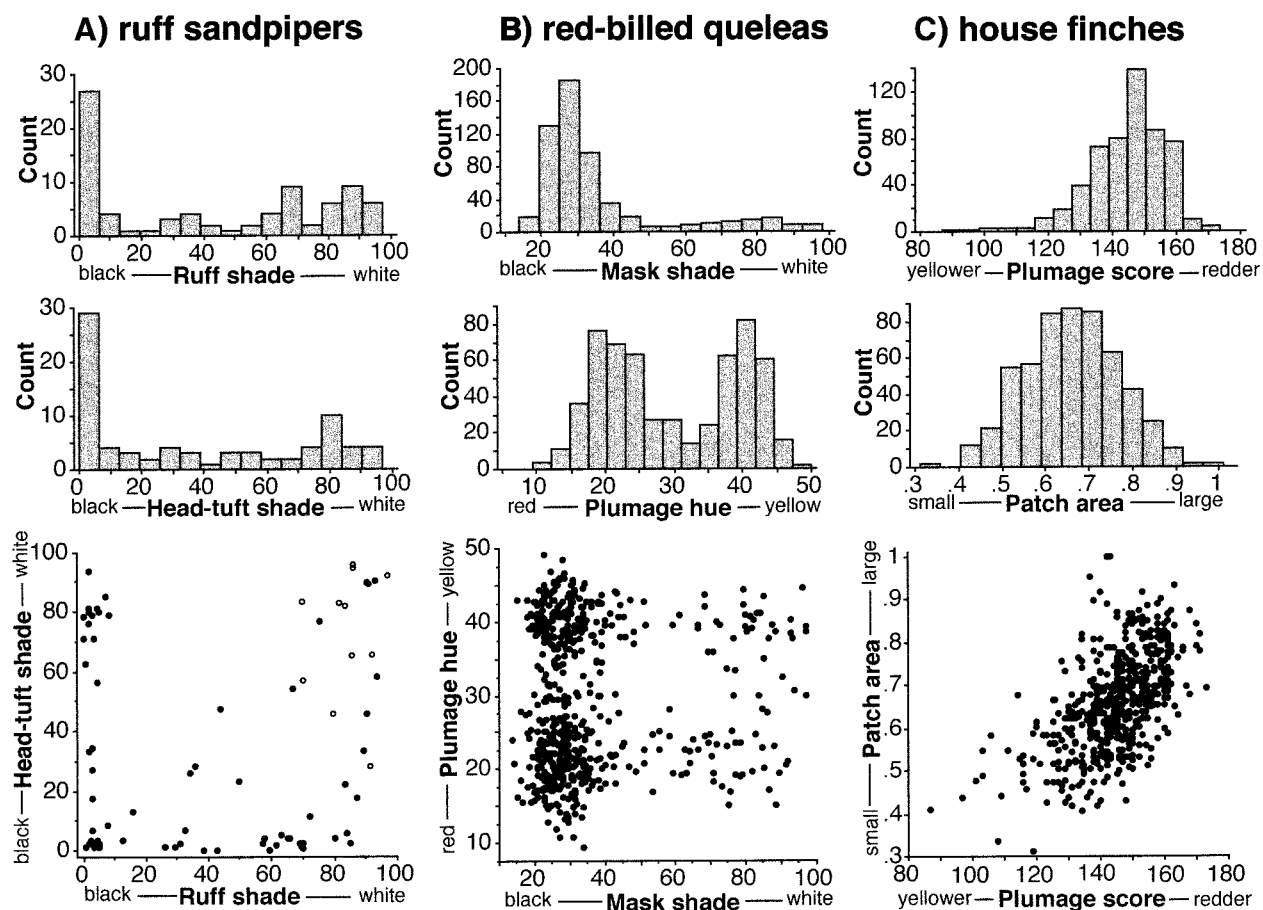 A) ruff sandpipers
30
20
10
0
Count
0 20 40 60 80 100
black — Ruff shade — white
30
20
10
0
Count
0 20 40 60 80 100
black — Head-tuft shade — white
100
80
60
40
20
0
black — Head-tuft shade — white
0 20 40 60 80 100
black — Ruff shade — white
B) red-billed queleas
200
160
120
80
40
0
Count
20 40 60 80 100
black — Mask shade — white
80
60
40
20
0
Count
10 20 30 40 50
red — Plumage hue — yellow
50
40
30
20
10
red — Plumage hue — yellow
20 40 60 80 100
black — Mask shade — white
C) house finches
120
80
40
0
Count
80 100 120 140 160 180
yellower — Plumage score — redder
80
60
40
20
0
Count
.3 .4 .5 .6 .7 .8 .9 1
small — Patch area — large
1
.9
.8
.7
.6
.5
.4
.3
small — Patch area — large
80 100 120 140 160 180
yellower — Plumage score — redder